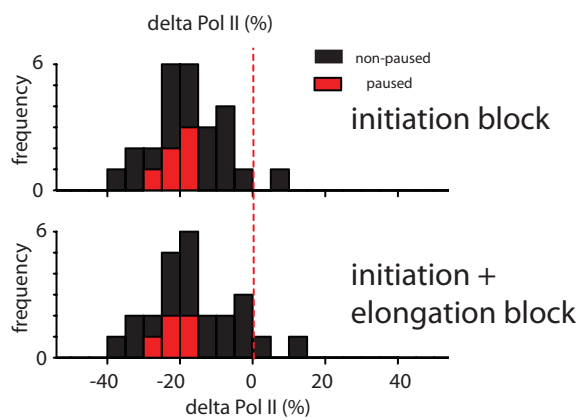 delta Pol II (%)
non-paused
paused
6
frequency
0
initiation block
6
frequency
0
initiation +
elongation block
-40 -20 0 20 40
delta Pol II (%)